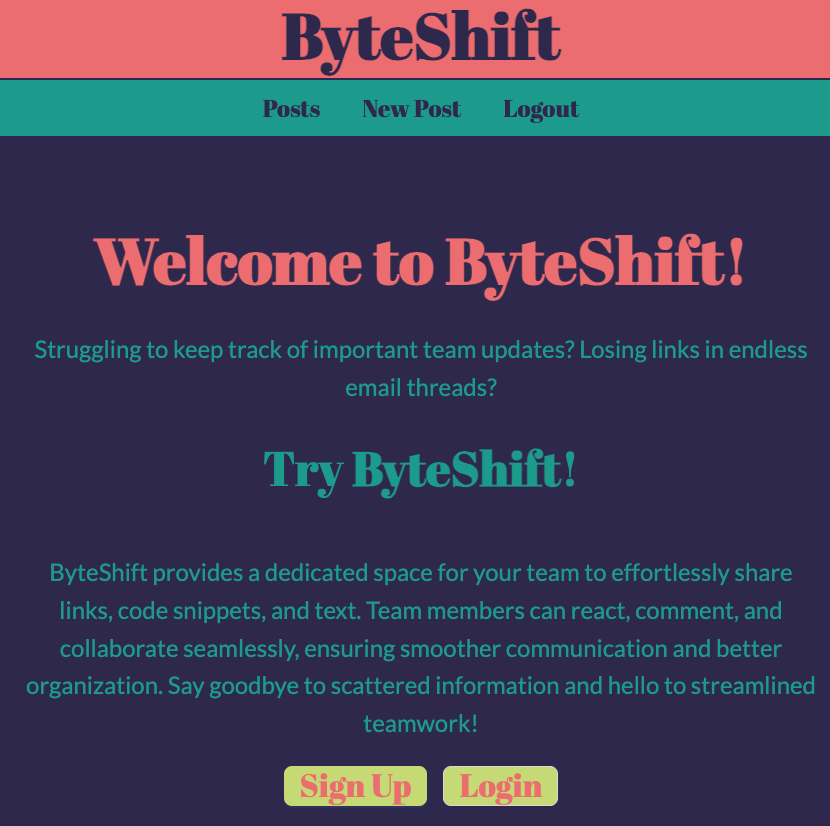 ByteShift
Posts New Post Logout
Welcome to ByteShift!
Struggling to keep track of important team updates? Losing links in endless
email threads?
Try ByteShift!
ByteShift provides a dedicated space for your team to effortlessly share
links, code snippets, and text. Team members can react, comment, and
collaborate seamlessly, ensuring smoother communication and better
organization. Say goodbye to scattered information and hello to streamlined
teamwork!
Sign Up Login